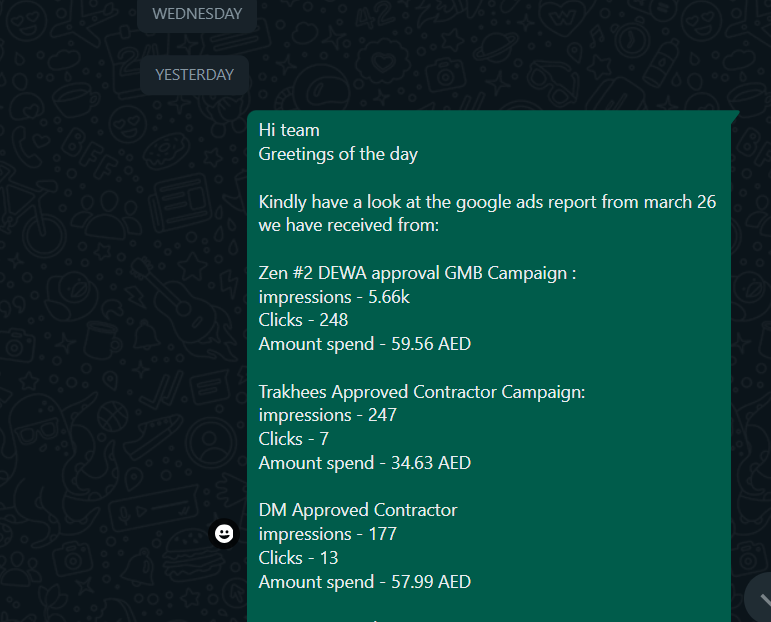 WEDNESDAY
YESTERDAY
Hi team
Greetings of the day
Kindly have a look at the google ads report from march 26
we have received from:
Zen #2 DEWA approval GMB Campaign :
impressions - 5.66k
Clicks - 248
Amount spend - 59.56 AED
Trakhees Approved Contractor Campaign:
impressions - 247
Clicks - 7
Amount spend - 34.63 AED
DM Approved Contractor
impressions - 177
Clicks - 13
Amount spend - 57.99 AED